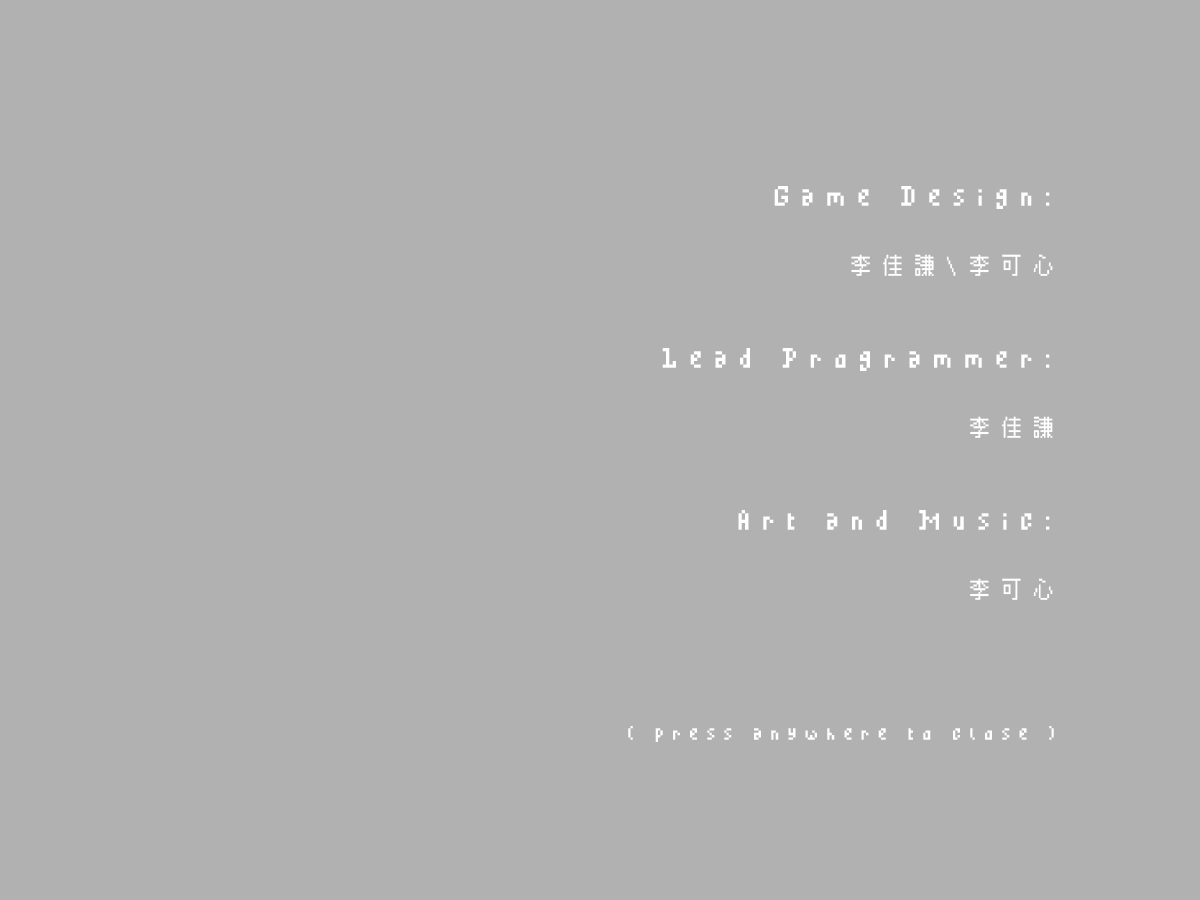 Game Design:
李佳謙\李可心
Lead Programmer:
李佳謙
Art and Music:
李可心
( press anywhere to close )